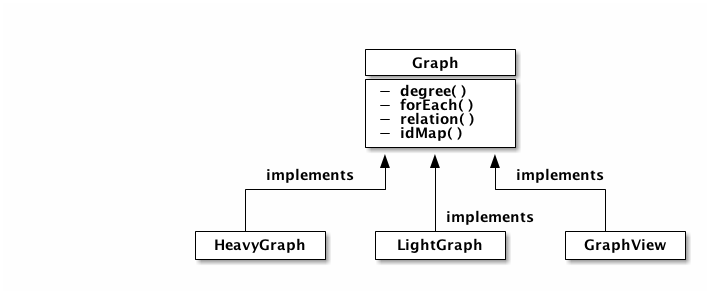 Graph
– degree()
– forEach()
– relation()
– idMap()
implements
implements
implements
HeavyGraph
LightGraph
GraphView